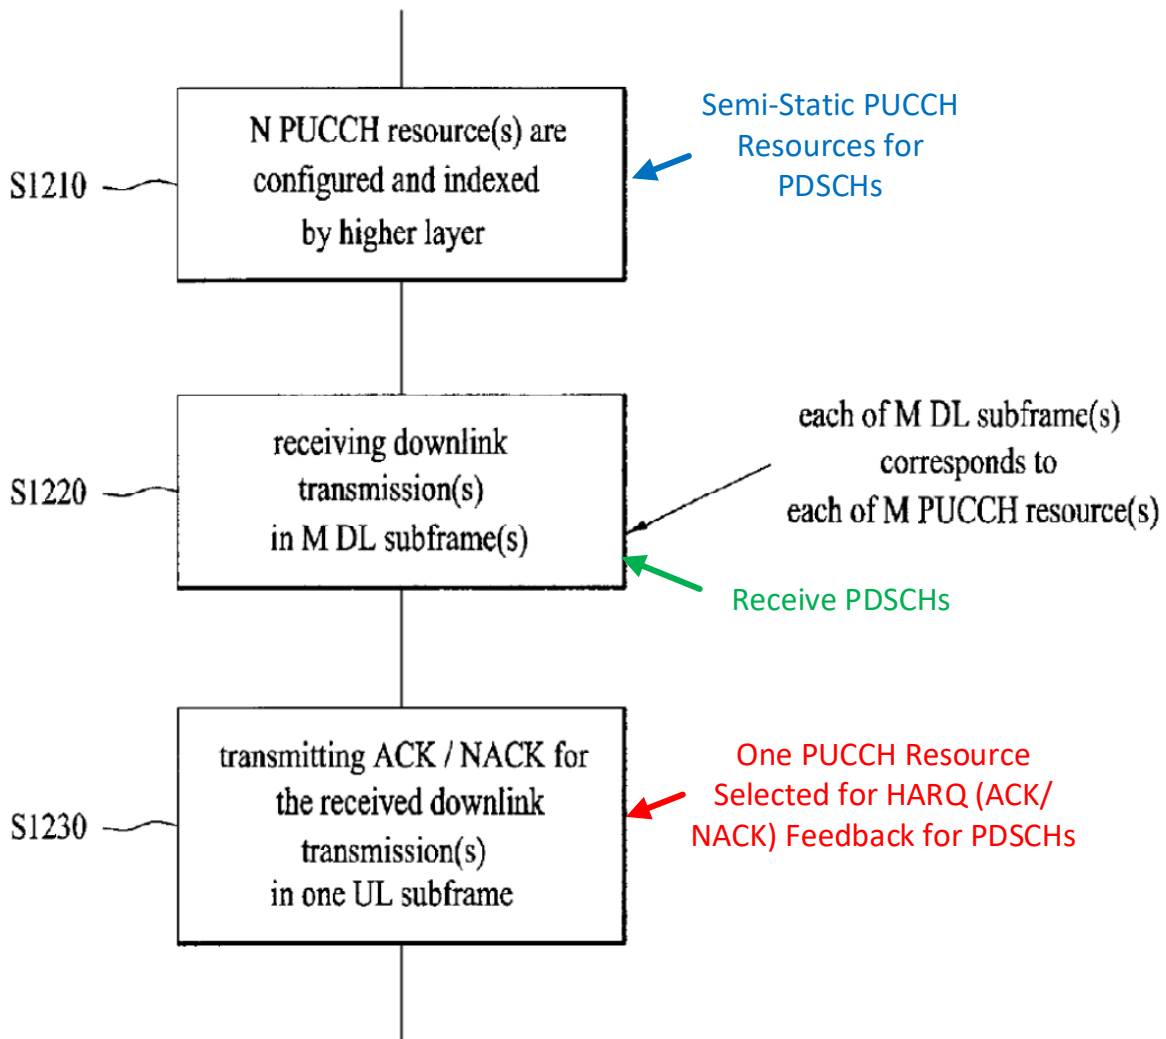 N PUCCH resource(s) are
configured and indexed
by higher layer
S1210
Semi-Static PUCCH
Resources for
PDSCHs
receiving downlink
transmission(s)
in M DL subframe(s)
S1220
each of M DL subframe(s)
corresponds to
each of M PUCCH resource(s)
Receive PDSCHs
transmitting ACK / NACK for
the received downlink
transmission(s)
in one UL subframe
S1230
One PUCCH Resource
Selected for HARQ (ACK/
NACK) Feedback for PDSCHs